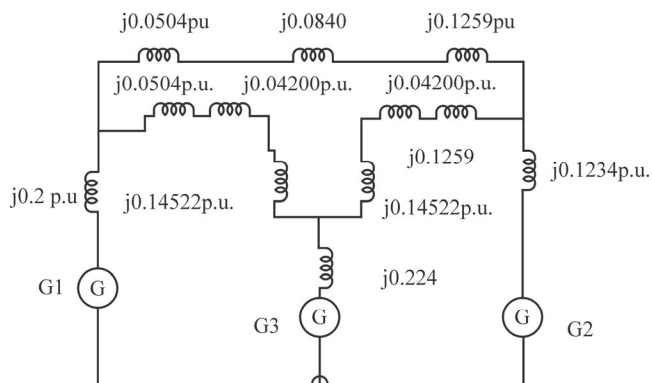 j0.0504pu j0.0840 j0.1259pu
j0.0504p.u. j0.04200p.u. j0.04200p.u.
j0.1259
j0.1234p.u.
j0.2 p.u j0.14522p.u. j0.14522p.u.
j0.224
G1 G
G3 G G G2